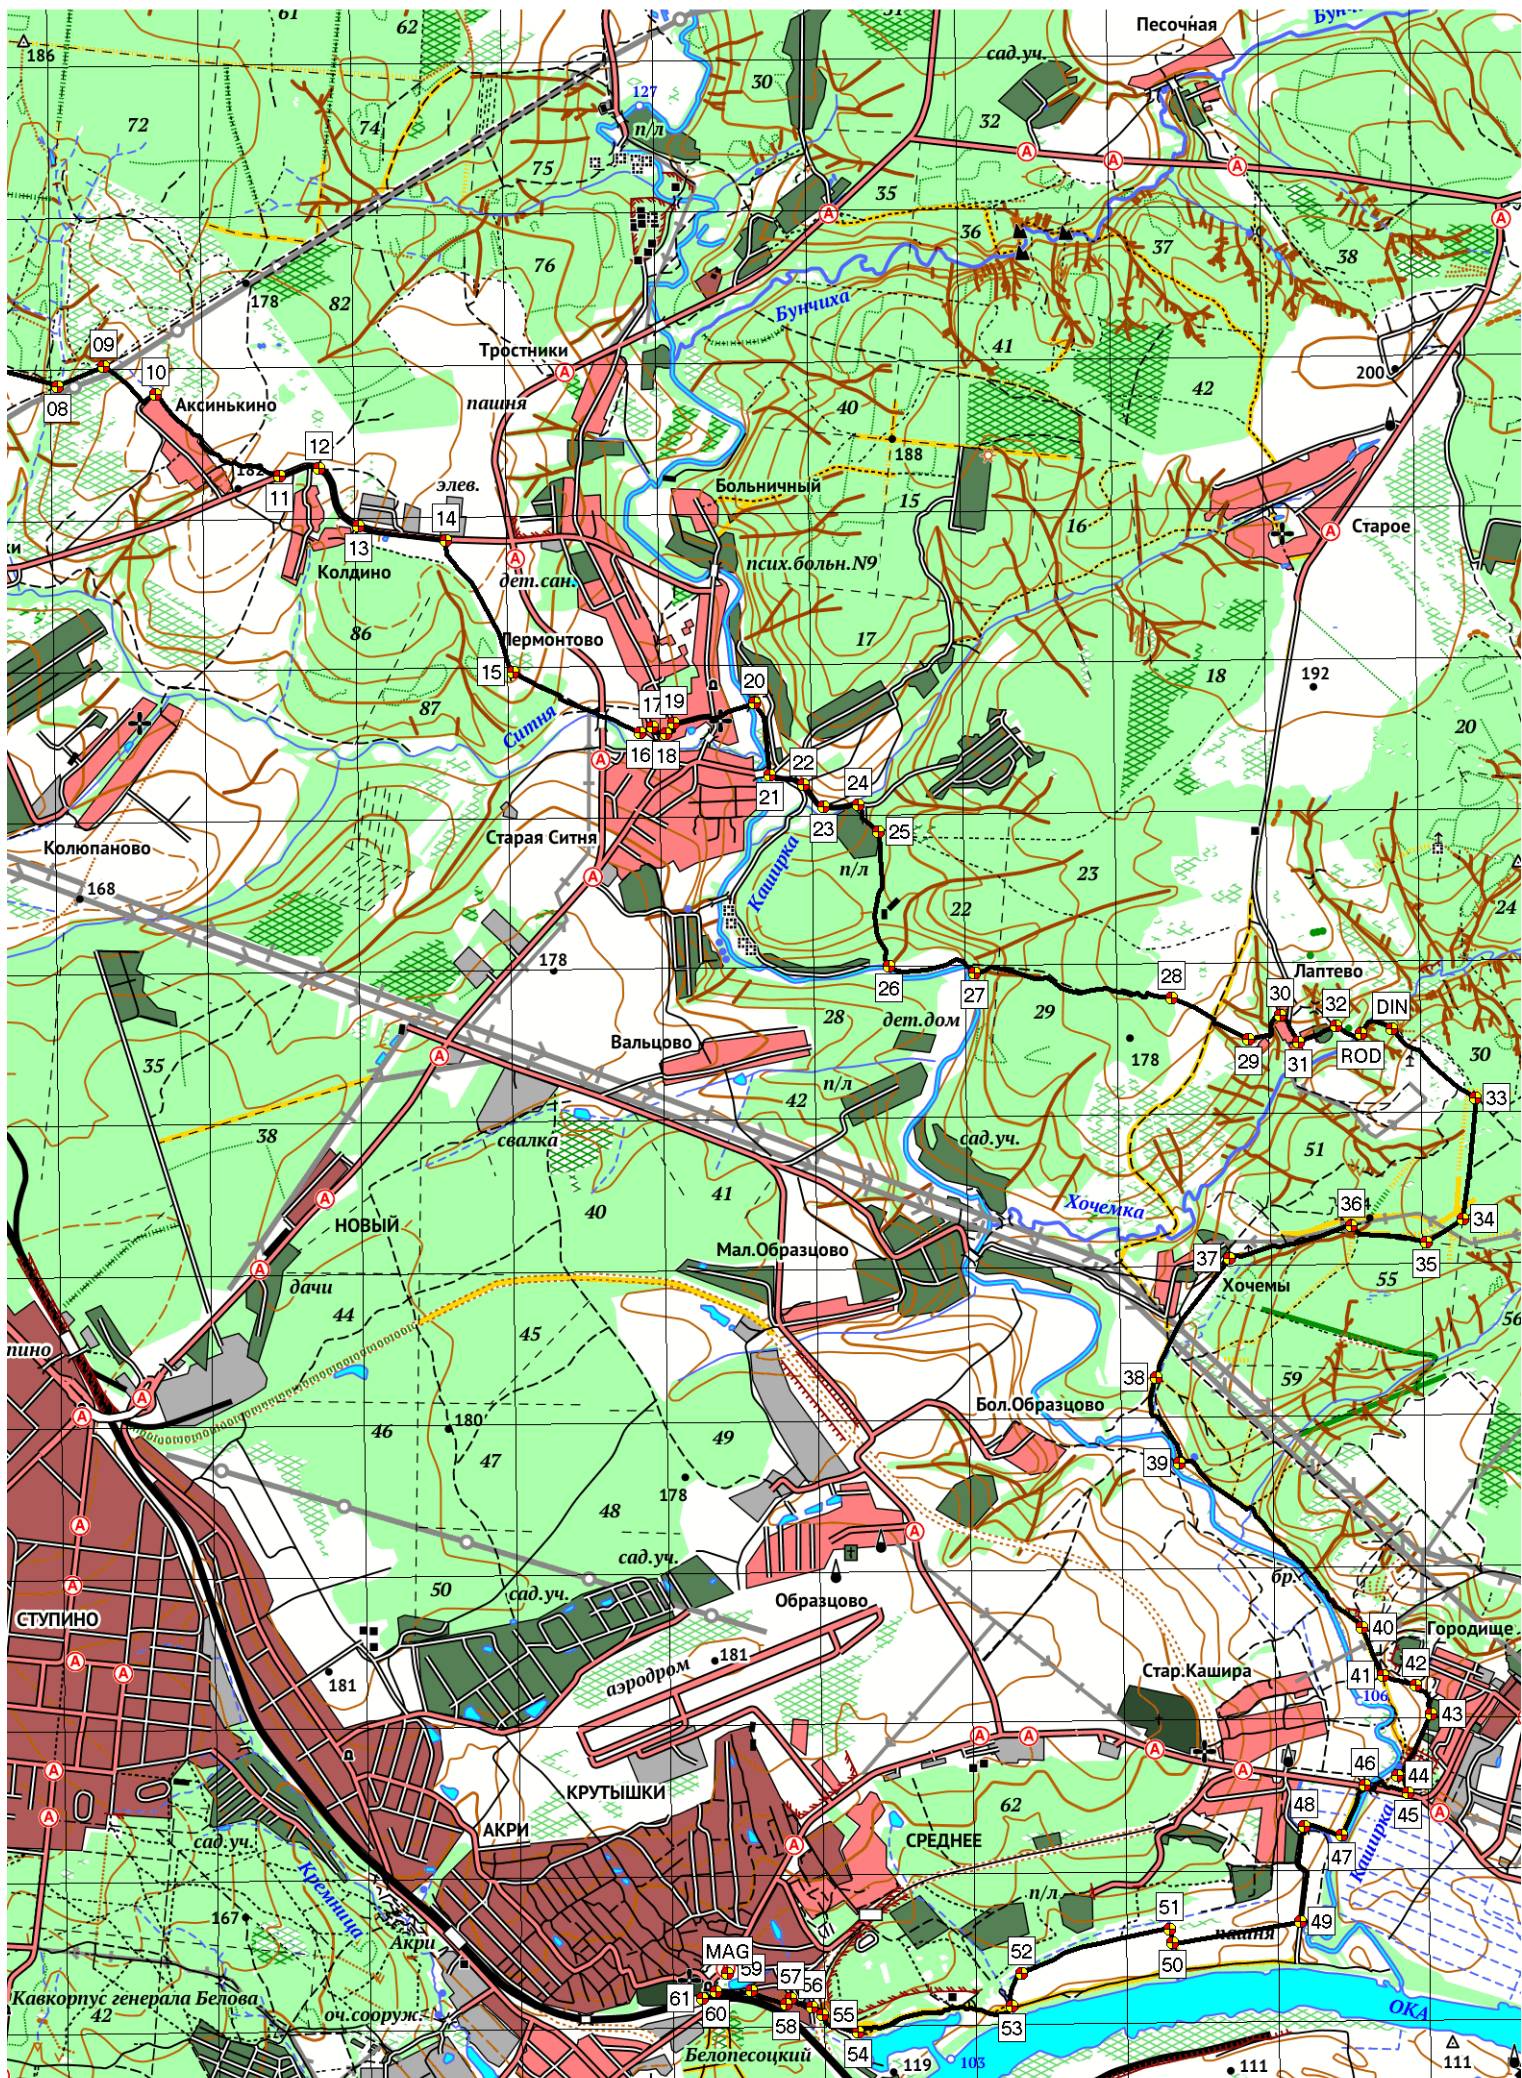 61
62
186
72
74
75
76
82
178
127
п/л
30
сад.уч.
Песочная
32
35
36
37
38
Бунчиха
41
42
40
188
15
16
200
Старое
Тростники
пашня
09
08
10
Аксинькино
12
182
11
13
14
элев.
Колдино
Больничный
псих.больн.N9
дет.сан.
17
18
192
20
86
87
Лермонтово
15
Ситня
16
17
18
19
20
21
22
23
24
25
Старая Ситня
Колюпаново
168
Каширка
п/л
23
22
24
178
26
27
28
29
30
31
32
ROD
DIN
33
Лаптево
28
дет.дом
29
178
30
Вальцово
п/л
42
35
38
свалка
40
41
сад.уч.
51
Хочемка
34
35
36
37
Хочемы
55
56
НОВЫЙ
дачи
44
45
Мал.Образцово
59
38
Бол.Образцово
46
180
47
49
178
48
39
сад.уч.
сад.уч.
50
Образцово
бр.
СТУПИНО
181
аэродром
181
Стар.Кашира
40
Городище
41
42
106
43
44
45
46
47
48
Каширка
КРУТЫШКИ
АКРИ
62
СРЕДНЕЕ
сад.уч.
Кремница
167
Акри
п/л
51
50
49
пашня
52
53
MAG
59
57
56
55
54
58
60
61
Кавкорпус генерала Белова
42
оч.сооруж.
Белопесоцкий
119
103
ОКА
111
111